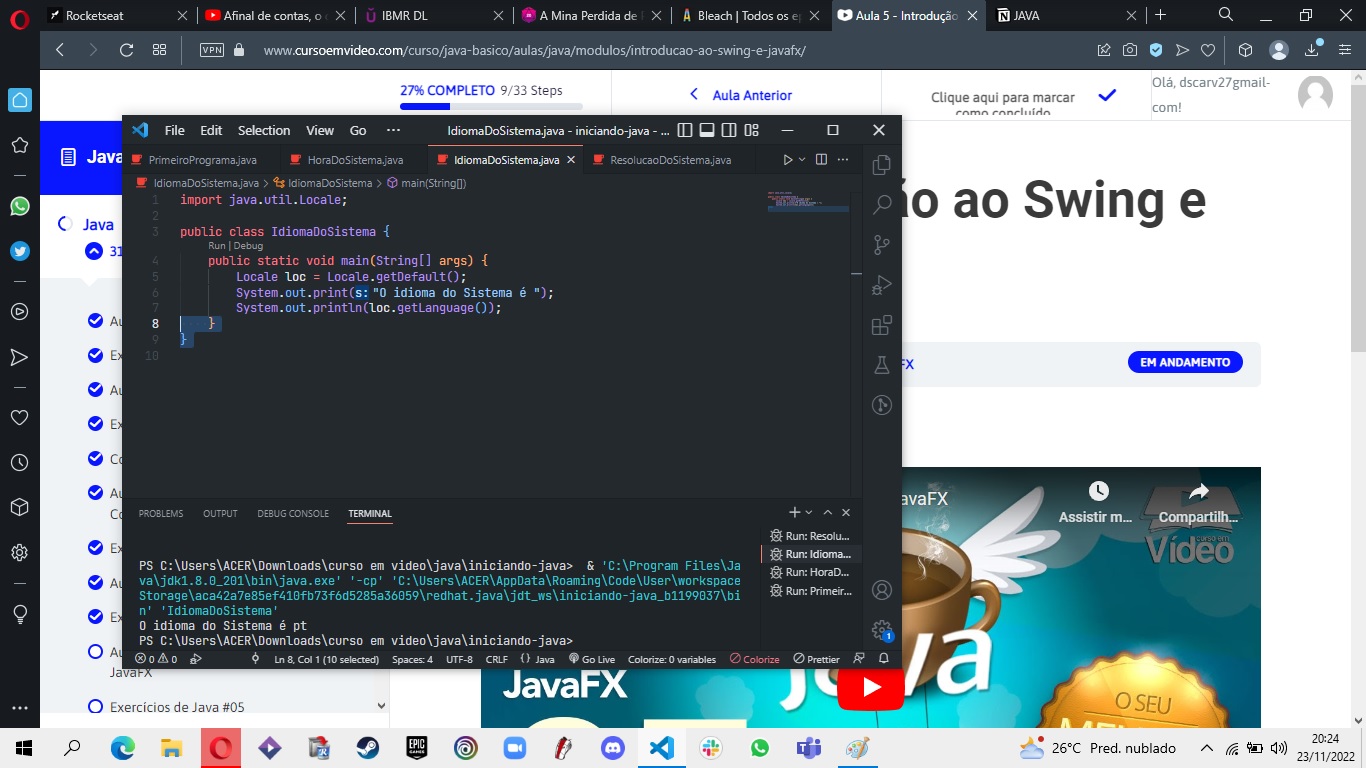 Rocketseat
Afinal de contas, o
IBMR DL
A Mina Perdida de
Bleach | Todos os ep
Aula 5 - Introdução
JAVA
VPN
www.cursoemvideo.com/curso/java-basico/aulas/java/modulos/introducao-ao-swing-e-javafx/
27% COMPLETO 9/33 Steps
Aula Anterior
Clique aqui para marcar
como concluído
Olá, dscarv27gmail-
com!
Java
File Edit Selection View Go ···
IdiomaDoSistema.java - iniciando-java - ...
PrimeiroPrograma.java
HoraDoSistema.java
IdiomaDoSistema.java
ResolucaoDoSistema.java
IdiomaDoSistema.java > IdiomaDoSistema > main(String[])
1 import java.util.Locale;
2
3 public class IdiomaDoSistema {
Run | Debug
4 public static void main(String[] args) {
5 Locale loc = Locale.getDefault();
6 System.out.print(s: "O idioma do Sistema é ");
7 System.out.println(loc.getLanguage());
8 }
9 }
10
ão ao Swing e
Java
31
Au
Ex
Au
Ex
Co
Au
Co
Ex
Au
Ex
Au
JavaFX
Exercícios de Java #05
FX
EM ANDAMENTO
PROBLEMS OUTPUT DEBUG CONSOLE TERMINAL
PS C:\Users\ACER\Downloads\curso em video\java\iniciando-java> & 'C:\Program Files\Ja
va\jdk1.8.0_201\bin\java.exe' '-cp' 'C:\Users\ACER\AppData\Roaming\Code\User\workspace
Storage\aca42a7e85ef410fb73f6d5285a36059\redhat.java\jdt_ws\iniciando-java_b1199037\bi
n' 'IdiomaDoSistema'
O idioma do Sistema é pt
PS C:\Users\ACER\Downloads\curso em video\java\iniciando-java>
Run: Resolu...
Run: Idioma...
Run: HoraD...
Run: Primeir...
0 0 Ln 8, Col 1 (10 selected) Spaces: 4 UTF-8 CRLF {} Java Go Live Colorize: 0 variables Colorize Prettier
1
avaFX
Assistir m...
Compartilh...
curso em
Vídeo
JavaFX
Java
O SEU
26°C Pred. nublado
20:24
23/11/2022